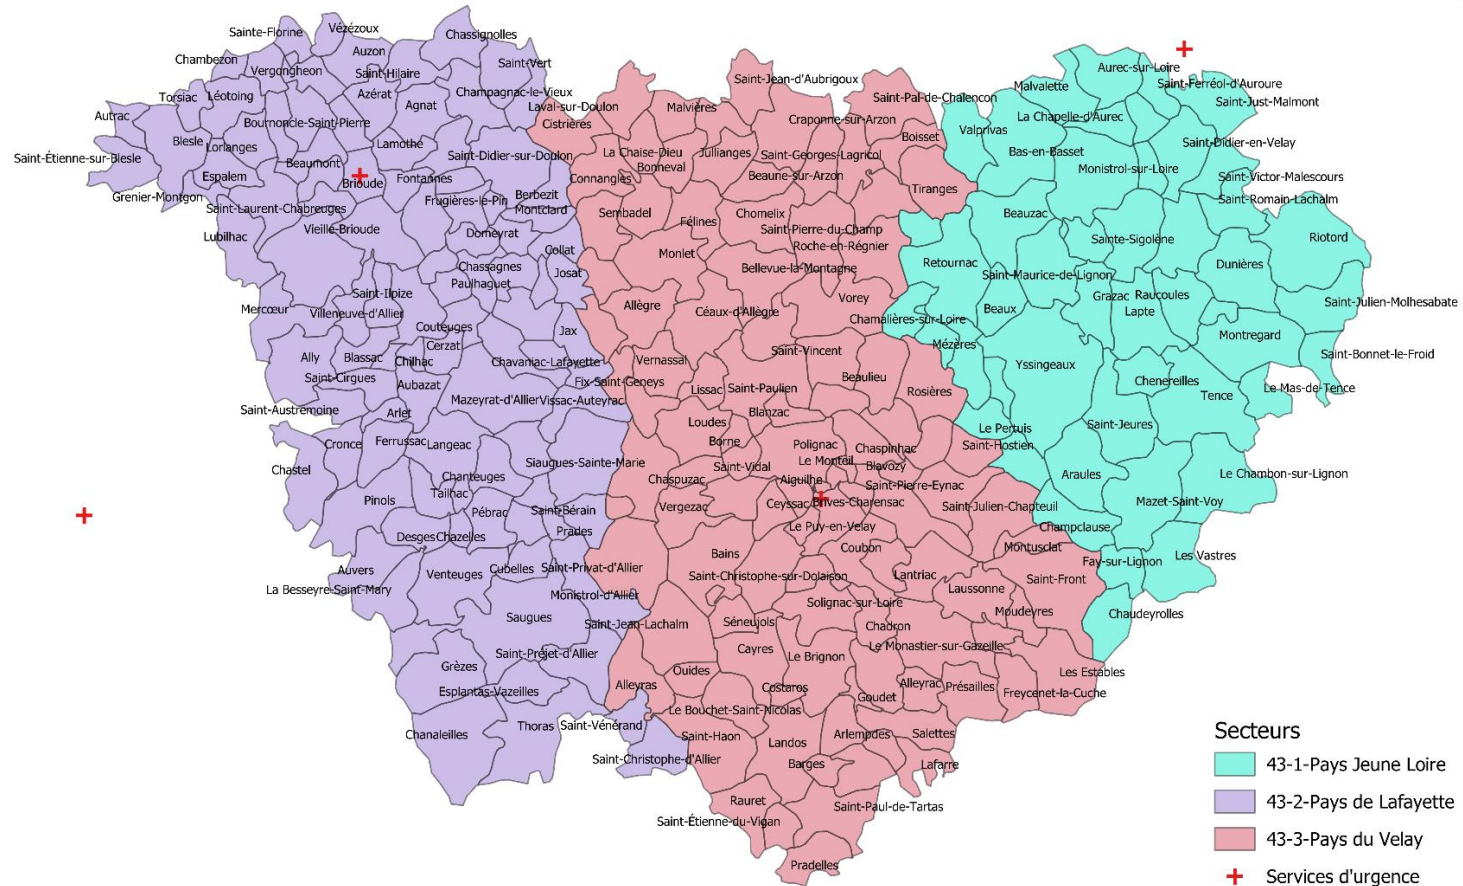 Sainte-Florine
Vézézoux
Chassignolles
Auzon
Chambezon
Vergongheon
Saint-Hilaire
Saint-Vert
Torsiac
Léotoing
Azérat
Champagnac-le-Vieux
Agnat
Autrac
Bournoncle-Saint-Pierre
Blesle
Lorlanges
Lamothe
Saint-Étienne-sur-Blesle
Beaumont
Saint-Didier-sur-Doulon
Espalem
Brioude
Fontannes
Grenier-Montgon
Frugières-le-Pin
Berbezit
Saint-Laurent-Chabreuges
Montclard
Lubilhac
Vieille-Brioude
Domeyrat
Collat
Chassagnes
Josat
Paulhaguet
Saint-Ilpize
Mercœur
Villeneuve-d'Allier
Couteuges
Jax
Cerzat
Ally
Blassac
Chilhac
Chavaniac-Lafayette
Saint-Cirgues
Aubazat
Mazeyrat-d'Allier
Vissac-Auteyrac
Saint-Austremoine
Arlet
Cronce
Ferrussac
Langeac
Chastel
Siaugues-Sainte-Marie
Chanteuges
Tailhac
Pinols
Pébrac
Saint-Bérain
Desges
Chazelles
Prades
Auvers
Venteuges
Cubelles
Saint-Privat-d'Allier
La Besseyre-Saint-Mary
Monistrol-d'Allier
Saugues
Saint-Jean-Lachalm
Saint-Préjet-d'Allier
Grèzes
Esplantas-Vazeilles
Chanaleilles
Thoras
Saint-Vénérand
Saint-Christophe-d'Allier
Saint-Jean-d'Aubrigoux
Laval-sur-Doulon
Malvières
Saint-Pal-de-Chalencon
Cistrières
Craponne-sur-Arzon
Boisset
La Chaise-Dieu
Jullianges
Saint-Georges-Lagricol
Bonneval
Connangles
Beaune-sur-Arzon
Tiranges
Sembadel
Félines
Chomelix
Saint-Pierre-du-Champ
Roche-en-Régnier
Monlet
Bellevue-la-Montagne
Allègre
Céaux-d'Allègre
Vorey
Chamalières-sur-Loire
Vernassal
Saint-Vincent
Fix-Saint-Geneys
Lissac
Saint-Paulien
Beaulieu
Rosières
Loudes
Blanzac
Borne
Polignac
Chaspinhac
Saint-Hostien
Le Monteil
Blavozy
Saint-Vidal
Chaspuzac
Aiguilhe
Saint-Pierre-Eynac
Vergezac
Ceyssac
Brives-Charensac
Saint-Julien-Chapteuil
Le Puy-en-Velay
Bains
Coubon
Montusclat
Saint-Christophe-sur-Dolaison
Lantriac
Saint-Front
Laussonne
Solignac-sur-Loire
Moudeyres
Séneujols
Chadron
Cayres
Le Brignon
Le Monastier-sur-Gazeille
Ouides
Les Estables
Alleyras
Costaros
Goudet
Alleyrac
Présailles
Freycenet-la-Cuche
Le Bouchet-Saint-Nicolas
Saint-Haon
Landos
Arlempdes
Salettes
Barges
Lafarre
Rauret
Saint-Paul-de-Tartas
Saint-Étienne-du-Vigan
Pradelles
Aurec-sur-Loire
Malvalette
Saint-Ferréol-d'Auroure
Saint-Just-Malmont
La Chapelle-d'Aurec
Valprivas
Saint-Didier-en-Velay
Bas-en-Basset
Monistrol-sur-Loire
Saint-Victor-Malescours
Saint-Romain-Lachalm
Beauzac
Sainte-Sigolène
Riotord
Retournac
Saint-Maurice-de-Lignon
Dunières
Grazac
Raucoules
Saint-Julien-Molhesabate
Beaux
Lapte
Mézères
Montregard
Saint-Bonnet-le-Froid
Yssingeaux
Chenereilles
Tence
Le Mas-de-Tence
Le Pertuis
Saint-Jeures
Araules
Le Chambon-sur-Lignon
Mazet-Saint-Voy
Champclause
Fay-sur-Lignon
Les Vastres
Chaudeyrolles
Secteurs
43-1-Pays Jeune Loire
43-2-Pays de Lafayette
43-3-Pays du Velay
Services d'urgence